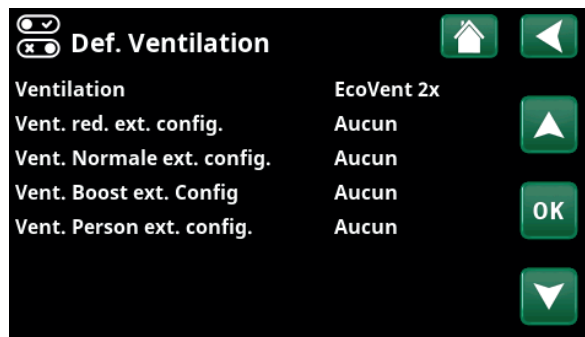 Def. Ventilation
Ventilation EcoVent 2x
Vent. red. ext. config. Aucun
Vent. Normale ext. config. Aucun
Vent. Boost ext. Config Aucun
Vent. Person ext. config. Aucun
OK